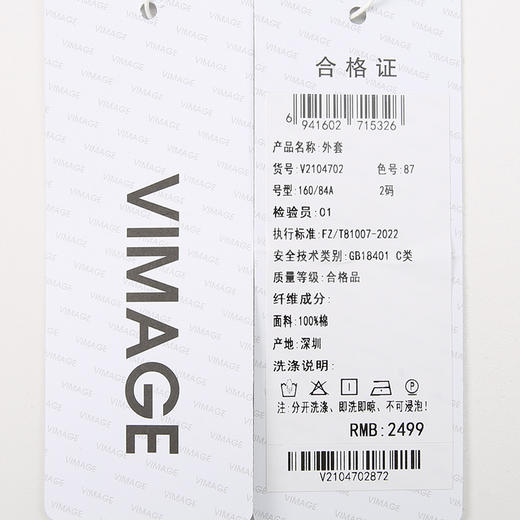 VIMAGE
合格证
6 941602 715326
产品名称:外套
货号:V2104702 色号:87
号型:160/84A 2码
检验员:01
执行标准:FZ/T81007-2022
安全技术类别:GB18401 C类
质量等级:合格品
纤维成分:
面料:100%棉
产地:深圳
洗涤说明:
注:分开洗涤、即洗即晾、不可浸泡!
RMB:2499
V2104702872